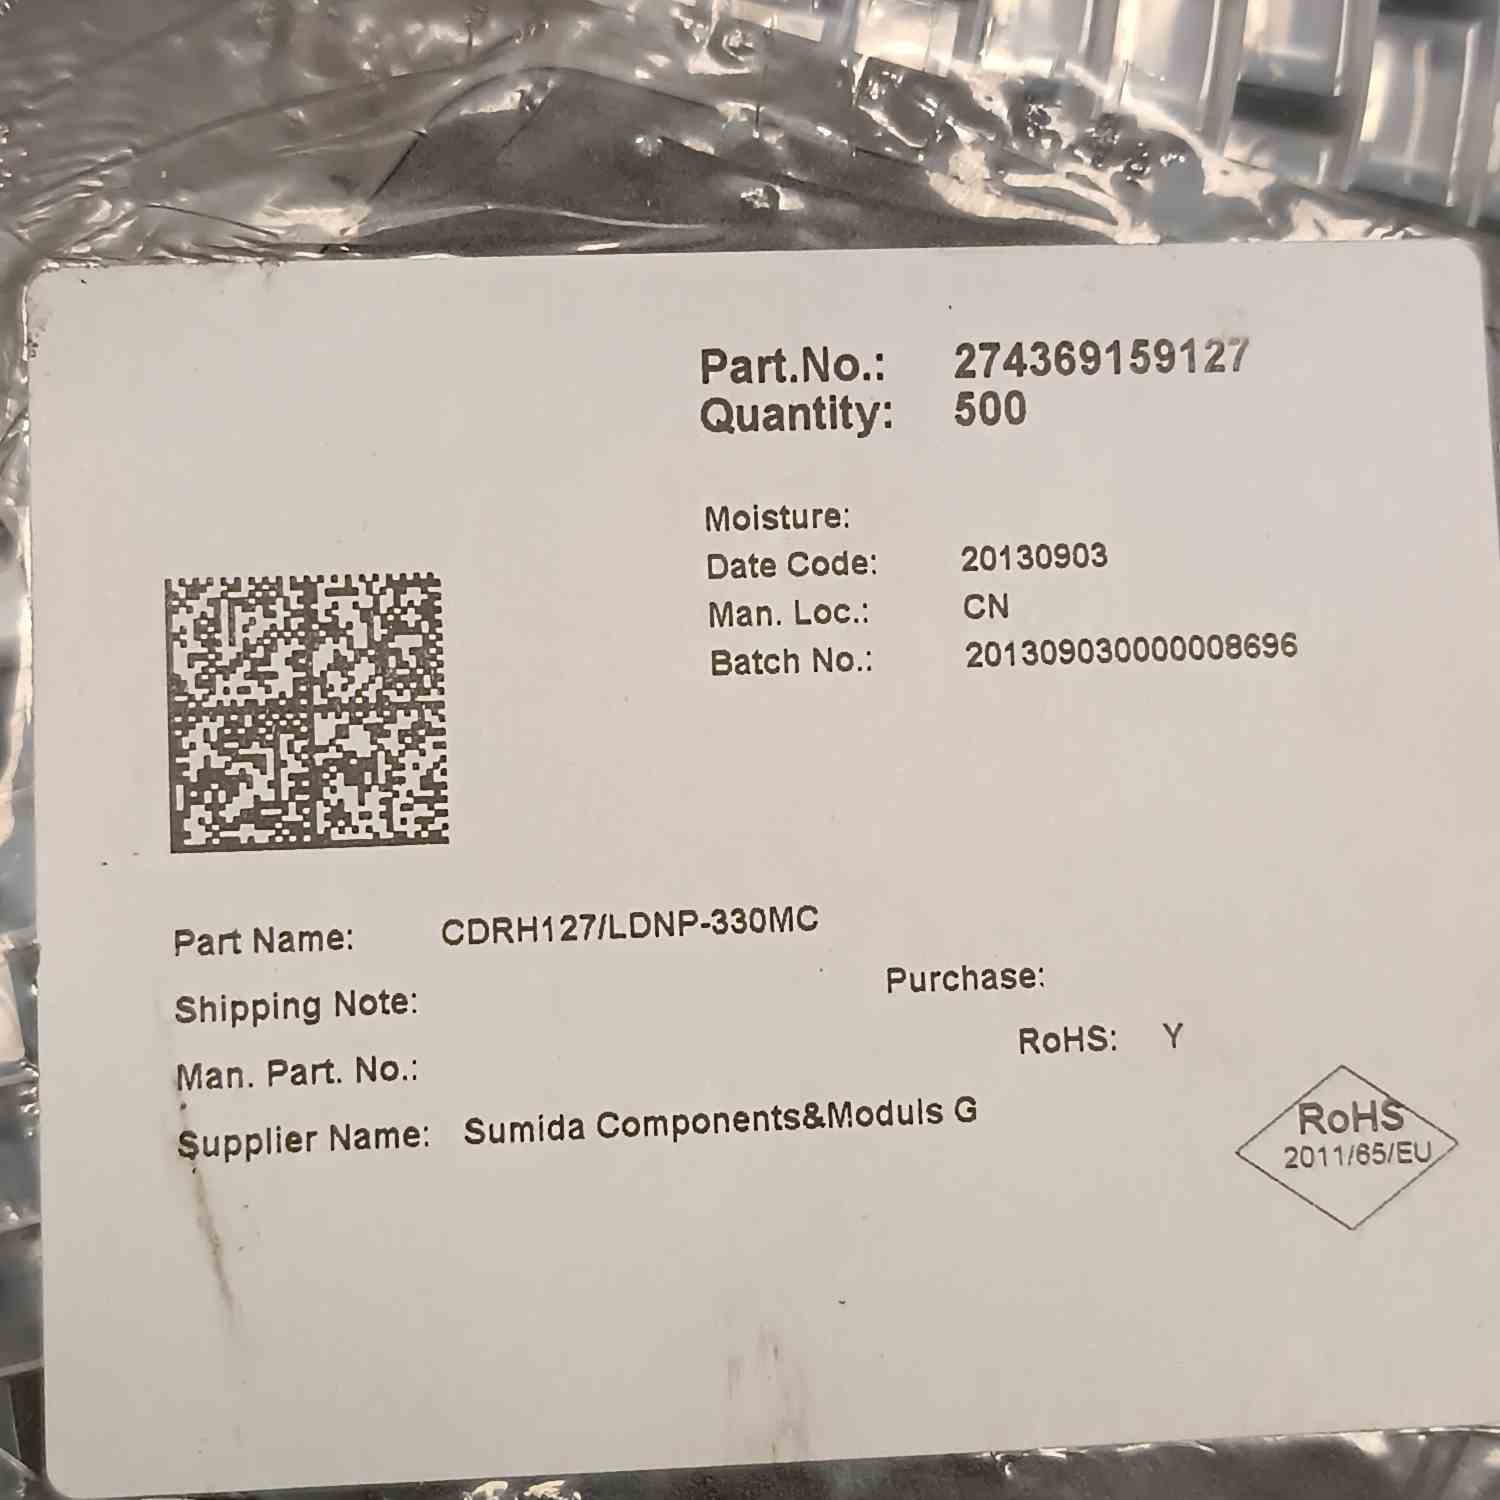 Part.No.: 274369159127
Quantity: 500
Moisture:
Date Code: 20130903
Man. Loc.: CN
Batch No.: 201309030000008696
Part Name: CDRH127/LDNP-330MC
Purchase:
Shipping Note:
RoHS: Y
Man. Part. No.:
Supplier Name: Sumida Components&Moduls G
RoHS
2011/65/EU